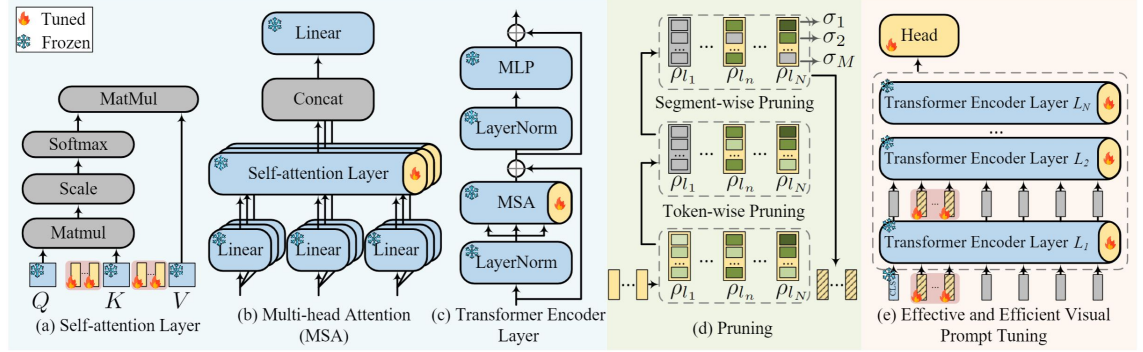 Tuned
Frozen
MatMul
Softmax
Scale
Matmul
...
...
Q
K
V
(a) Self-attention Layer
Linear
Concat
Self-attention Layer
Linear
Linear
Linear
(b) Multi-head Attention
(MSA)
MLP
LayerNorm
MSA
LayerNorm
(c) Transformer Encoder
Layer
σ1
σ2
σM
ρl1 ... ρln ... ρlN
Segment-wise Pruning
ρl1 ... ρln ... ρlN
Token-wise Pruning
ρl1 ... ρln ... ρlN
(d) Pruning
Head
Transformer Encoder Layer LN
...
Transformer Encoder Layer L2
...
Transformer Encoder Layer L1
CLS
...
(e) Effective and Efficient Visual
Prompt Tuning